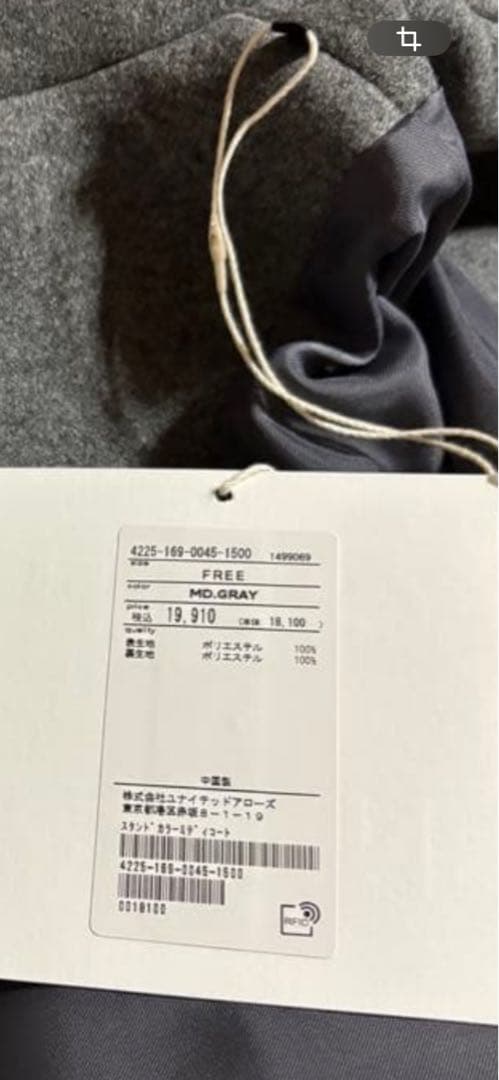 4225-169-0045-1500 1499069
size
FREE
color
MD.GRAY
price
税込 19,910 (本体 18,100 )
quality
表生地 ポリエステル 100%
裏生地 ポリエステル 100%
中国製
株式会社ユナイテッドアローズ
東京都港区赤坂8-1-19
スタンドカラーミディコート
4225-169-0045-1500
0018100
RFID